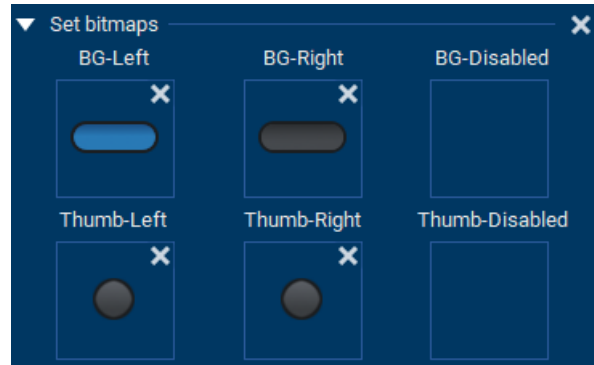 Set bitmaps
BG-Left BG-Right BG-Disabled
Thumb-Left Thumb-Right Thumb-Disabled